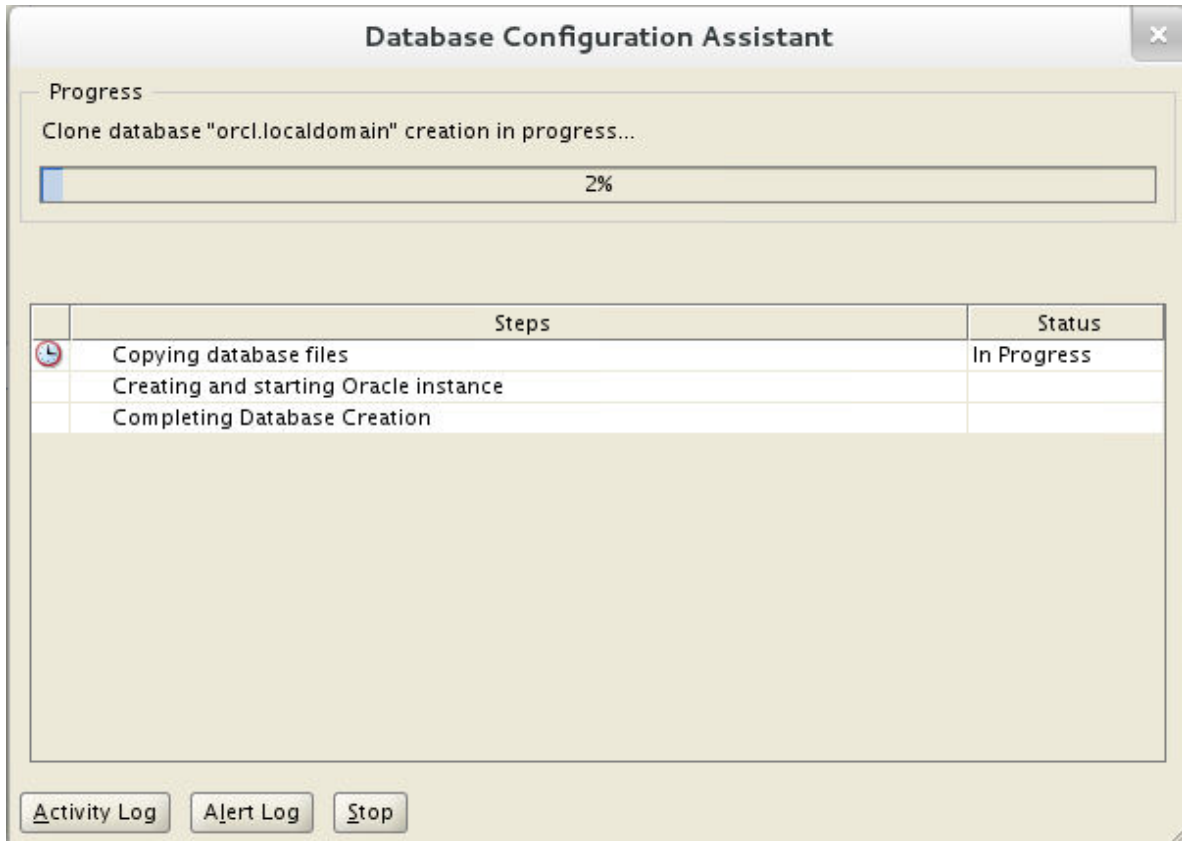 Database Configuration Assistant
Progress
Clone database "orcl.localdomain" creation in progress...
2%
Steps Status
Copying database files In Progress
Creating and starting Oracle instance
Completing Database Creation
Activity Log Alert Log Stop